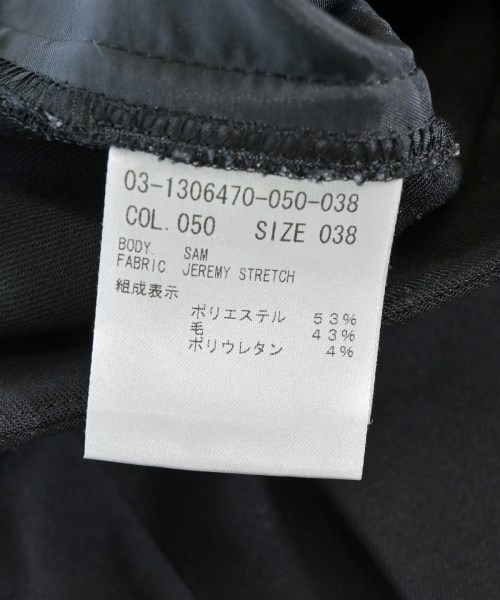 03-1306470-050-038
COL. 050 SIZE 038
BODY. SAM
FABRIC JEREMY STRETCH
組成表示
ポリエステル 53%
毛 43%
ポリウレタン 4%